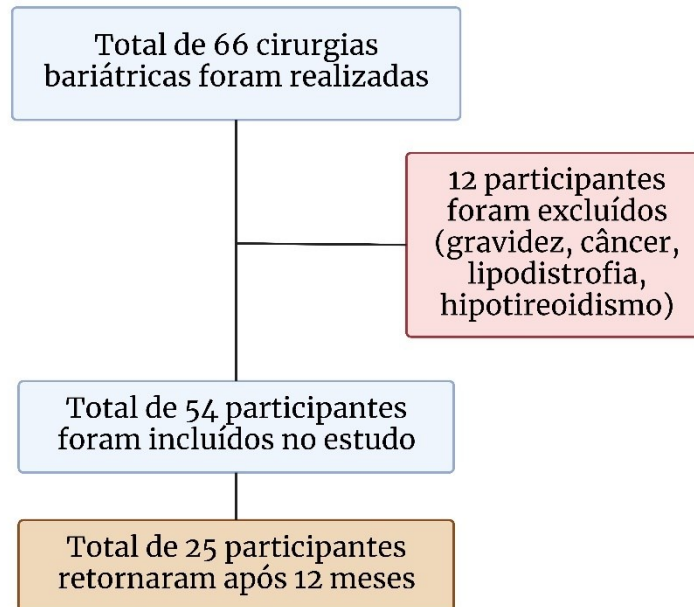 Total de 66 cirurgias
bariátricas foram realizadas
12 participantes
foram excluídos
(gravidez, câncer,
lipodistrofia,
hipotireoidismo)
Total de 54 participantes
foram incluídos no estudo
Total de 25 participantes
retornaram após 12 meses